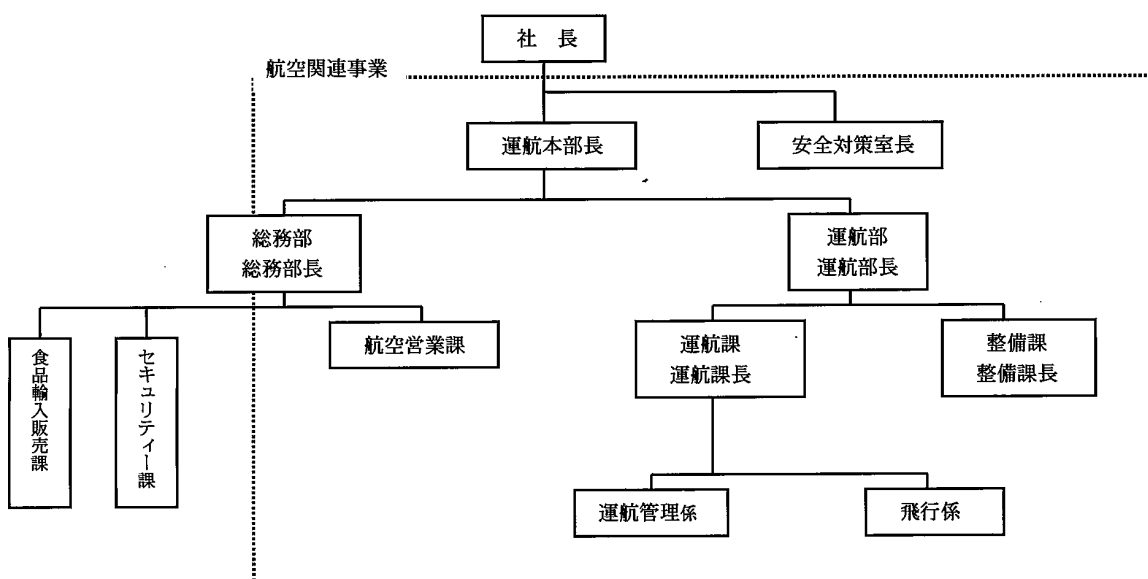 社　長
航空関連事業
運航本部長
安全対策室長
総務部
総務部長
運航部
運航部長
食品輸入販売課
セキュリティー課
航空営業課
運航課
運航課長
整備課
整備課長
運航管理係
飛行係